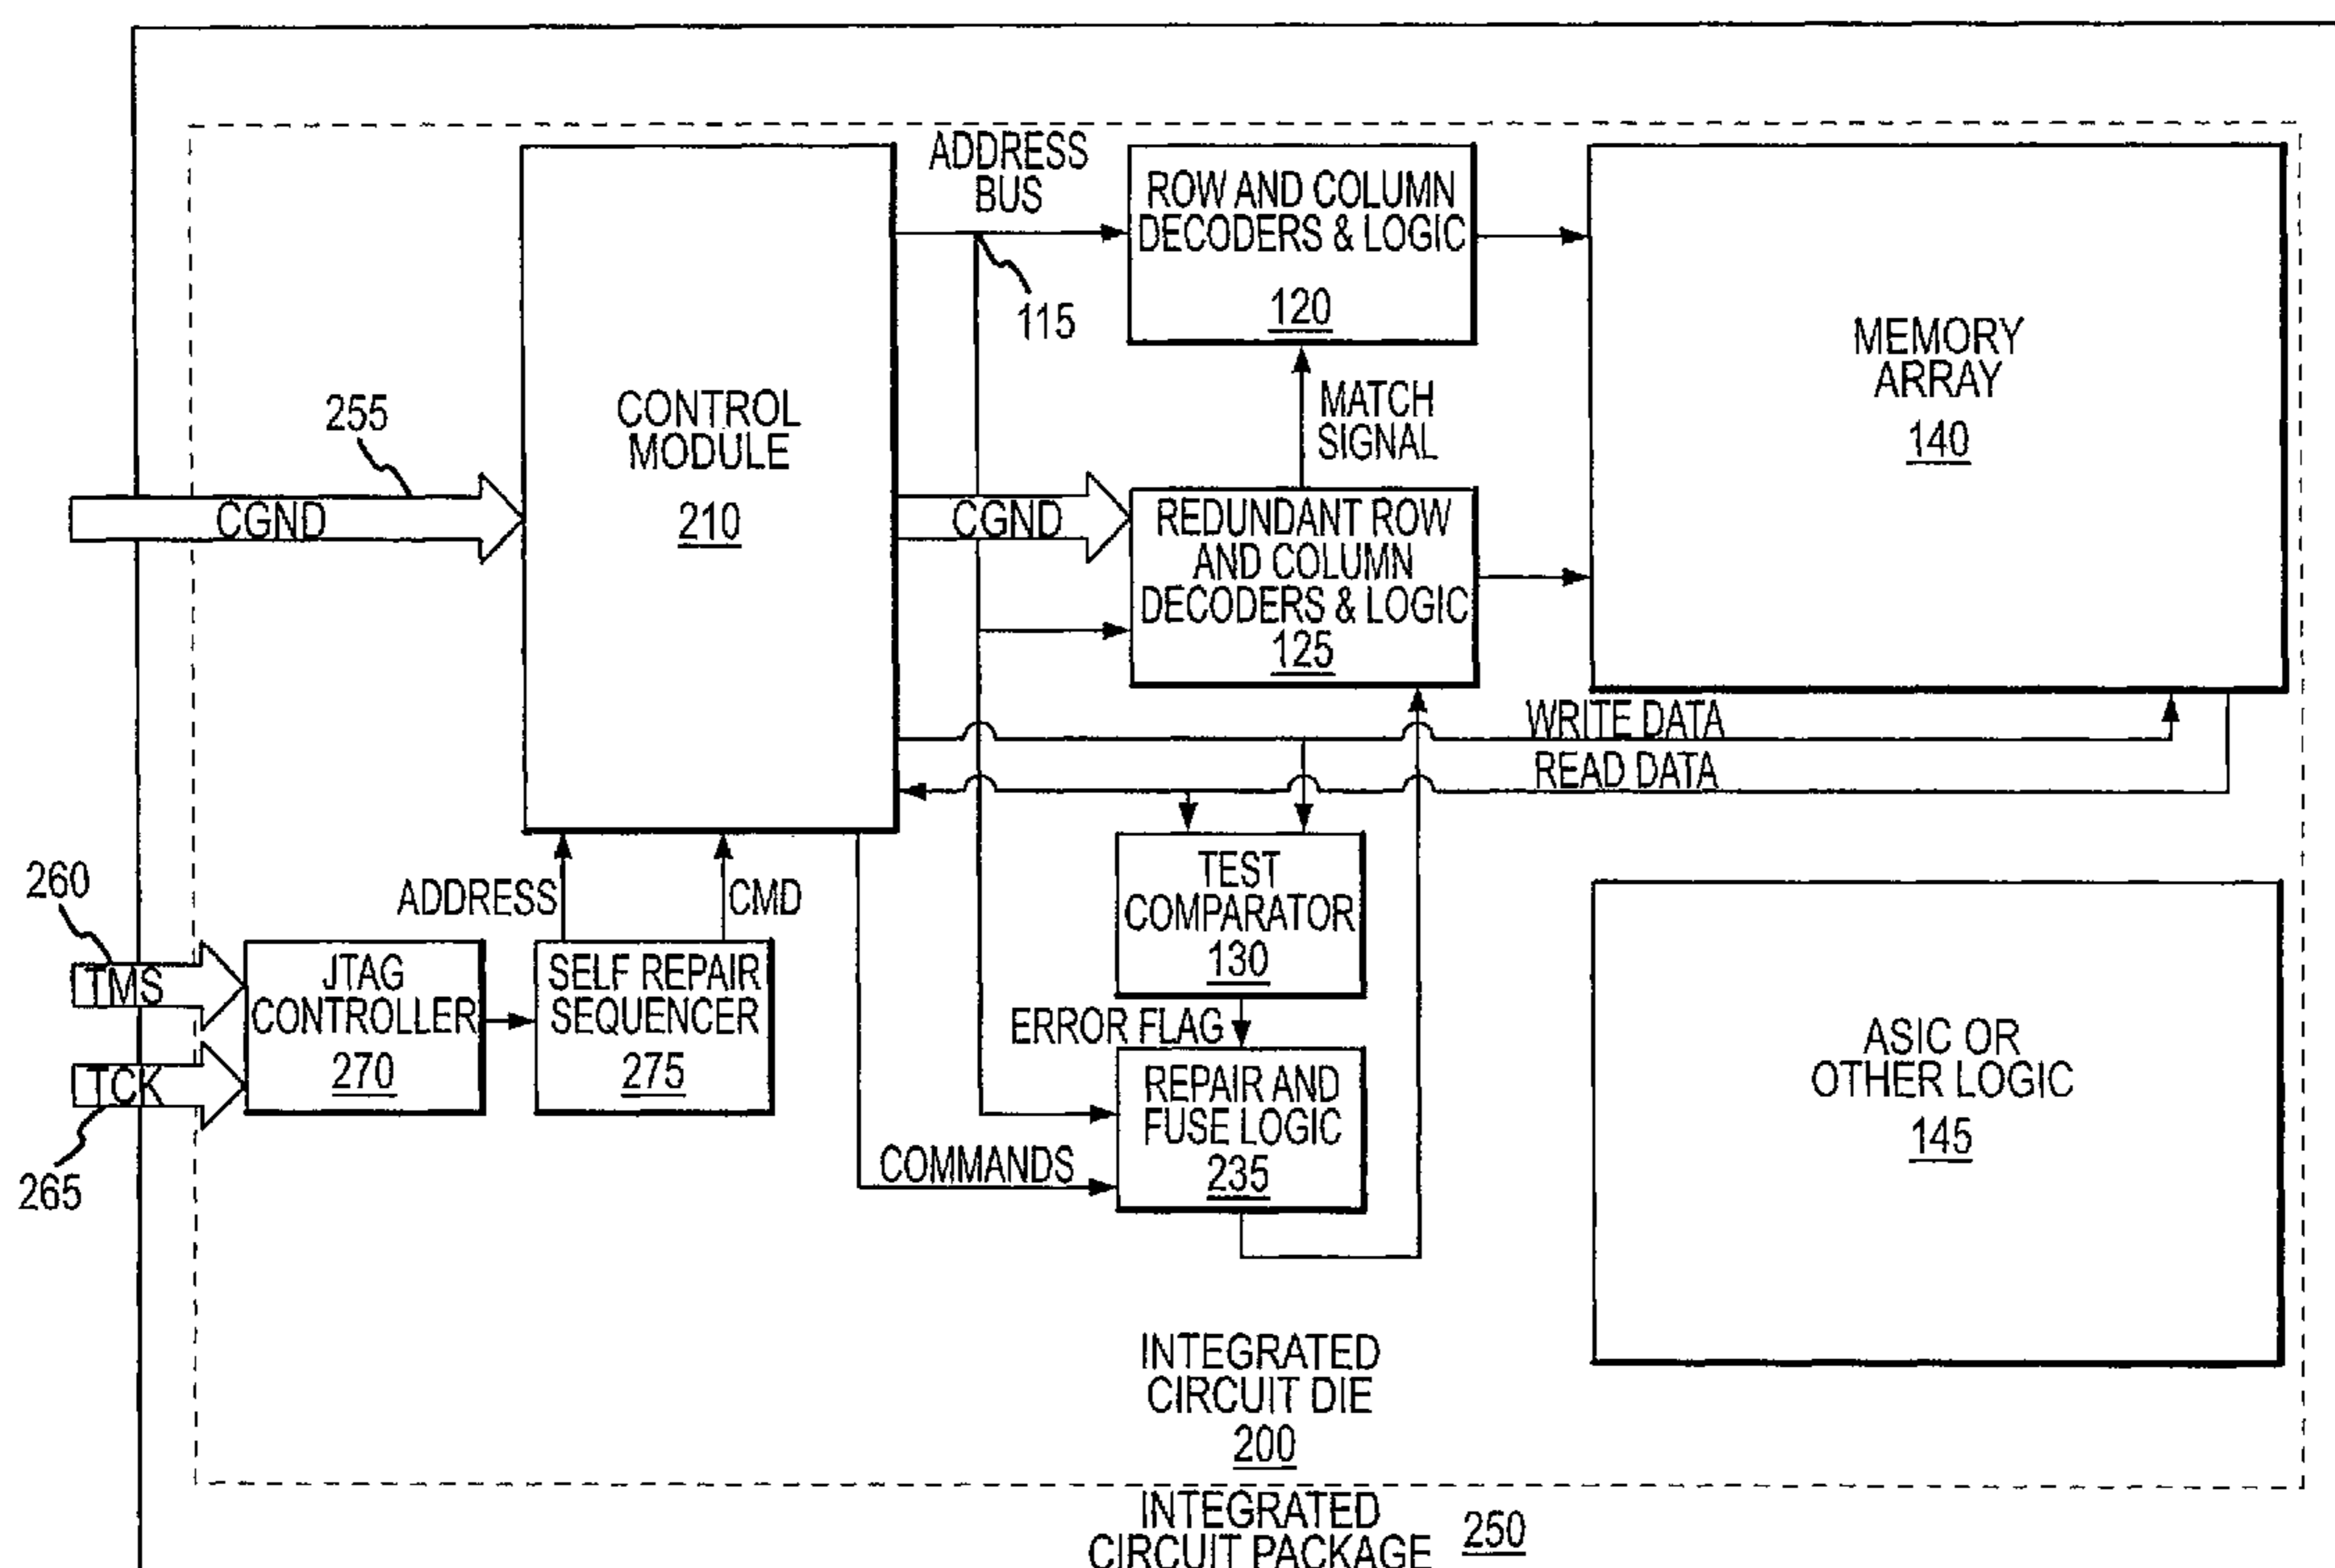 ADDRESS
BUS
115
ROW AND COLUMN
DECODERS & LOGIC
120
MEMORY
ARRAY
140
CONTROL
MODULE
210
255
CGND
CGND
MATCH
SIGNAL
REDUNDANT ROW
AND COLUMN
DECODERS & LOGIC
125
WRITE DATA
READ DATA
260
TMS
TCK
265
ADDRESS
CMD
JTAG
CONTROLLER
270
SELF REPAIR
SEQUENCER
275
TEST
COMPARATOR
130
ERROR FLAG
REPAIR AND
FUSE LOGIC
235
COMMANDS
ASIC OR
OTHER LOGIC
145
INTEGRATED
CIRCUIT DIE
200
INTEGRATED
CIRCUIT PACKAGE 250